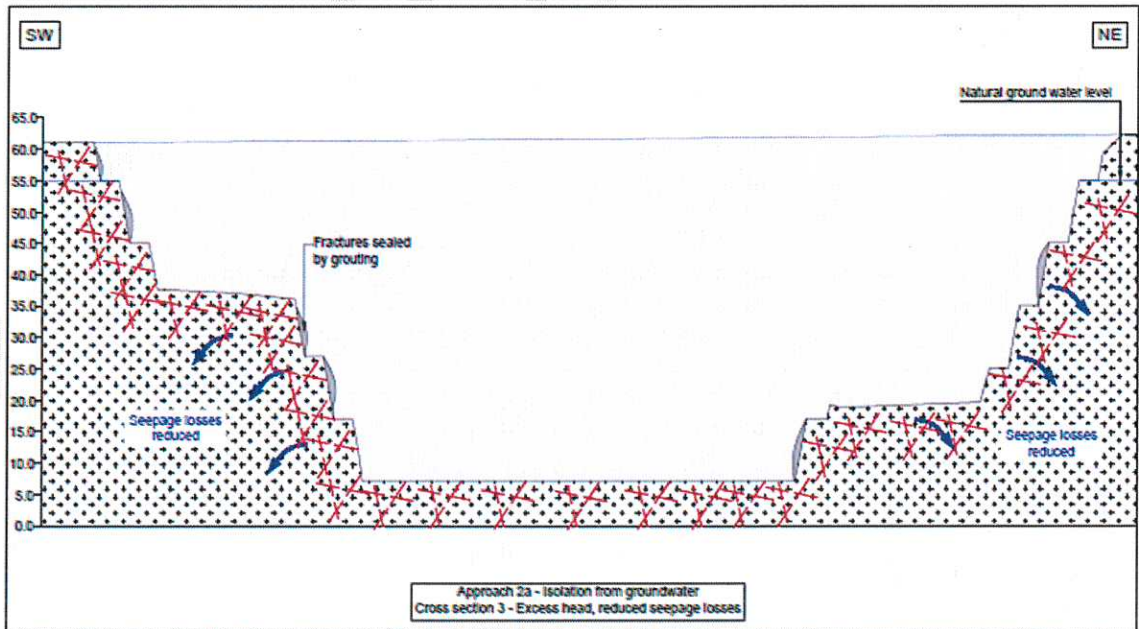 SW
NE
Natural ground water level
65.0
60.0
55.0
50.0
45.0
40.0
35.0
30.0
25.0
20.0
15.0
10.0
5.0
0.0
Fractures sealed
by grouting
Seepage losses
reduced
Seepage losses
reduced
Approach 2a - Isolation from groundwater
Cross section 3 - Excess head, reduced seepage losses